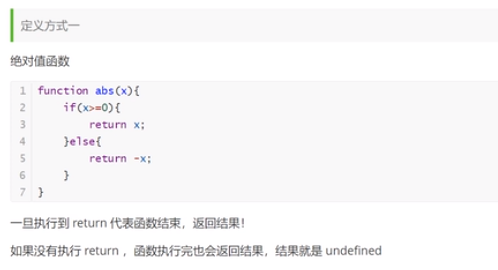 定义方式一
绝对值函数
1 function abs(x){
2     if(x>=0){
3         return x;
4     }else{
5         return -x;
6     }
7 }
一旦执行到 return 代表函数结束，返回结果！
如果没有执行 return ，函数执行完也会返回结果，结果就是 undefined